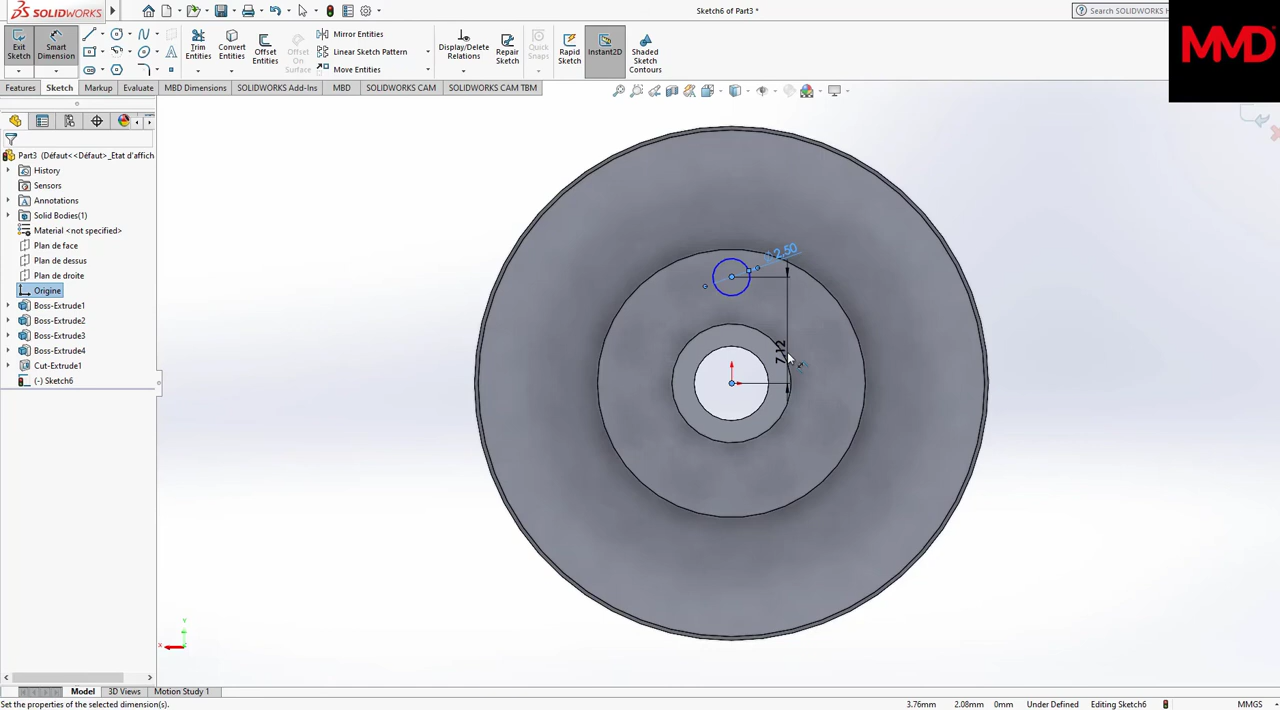 SOLIDWORKS
Sketch6 of Part3 *
Search SOLIDWORKS H
MMD
Exit Sketch
Smart Dimension
Trim Entities
Convert Entities
Offset Entities
Offset On Surface
Mirror Entities
Linear Sketch Pattern
Move Entities
Display/Delete Relations
Repair Sketch
Quick Snaps
Rapid Sketch
Instant2D
Shaded Sketch Contours
Features
Sketch
Markup
Evaluate
MBD Dimensions
SOLIDWORKS Add-Ins
MBD
SOLIDWORKS CAM
SOLIDWORKS CAM TBM
Part3 (Défaut<<Défaut>_Etat d'affich
History
Sensors
Annotations
Solid Bodies(1)
Material <not specified>
Plan de face
Plan de dessus
Plan de droite
Origine
Boss-Extrude1
Boss-Extrude2
Boss-Extrude3
Boss-Extrude4
Cut-Extrude1
(-) Sketch6
2.50
7.12
Y
X
Model
3D Views
Motion Study 1
Set the properties of the selected dimension(s).
3.76mm
2.08mm
0mm
Under Defined
Editing Sketch6
MMGS